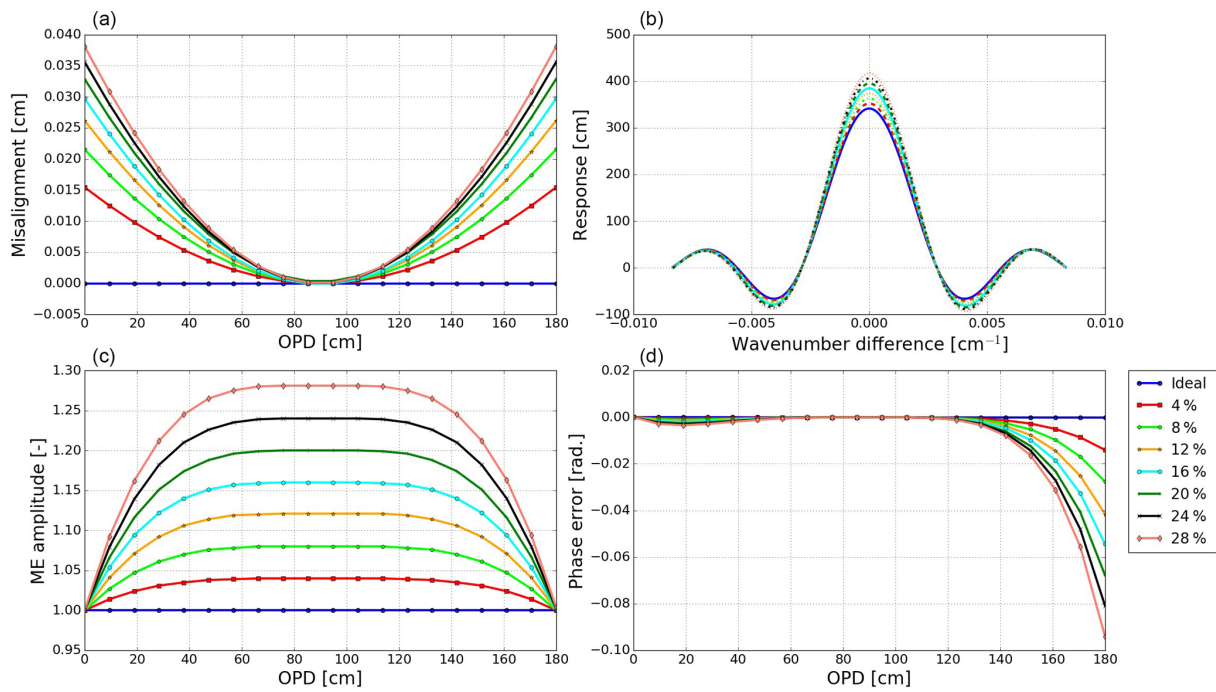 (a)
Misalignment [cm]
0.040
0.035
0.030
0.025
0.020
0.015
0.010
0.005
0.000
−0.005
0 20 40 60 80 100 120 140 160 180
OPD [cm]
(b)
Response [cm]
500
400
300
200
100
0
−100
−0.010 −0.005 0.000 0.005 0.010
Wavenumber difference [cm⁻¹]
(c)
ME amplitude [-]
1.30
1.25
1.20
1.15
1.10
1.05
1.00
0.95
0 20 40 60 80 100 120 140 160 180
OPD [cm]
(d)
Phase error [rad.]
0.02
0.00
−0.02
−0.04
−0.06
−0.08
−0.10
0 20 40 60 80 100 120 140 160 180
OPD [cm]
Ideal
4 %
8 %
12 %
16 %
20 %
24 %
28 %